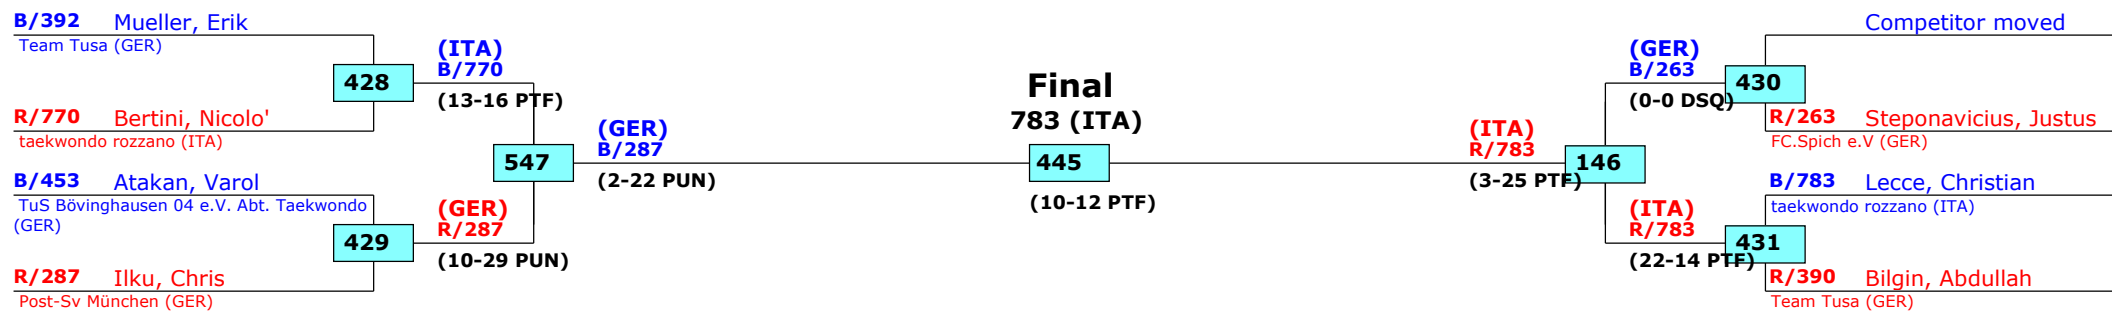 B/392 Mueller, Erik
Team Tusa (GER)
428
R/770 Bertini, Nicolo'
taekwondo rozzano (ITA)
(ITA)
B/770
(13-16 PTF)
B/453 Atakan, Varol
TuS Bövinghausen 04 e.V. Abt. Taekwondo
(GER)
429
R/287 Ilku, Chris
Post-Sv München (GER)
(GER)
R/287
(10-29 PUN)
547
(GER)
B/287
(2-22 PUN)
Final
783 (ITA)
445
(10-12 PTF)
(ITA)
R/783
(3-25 PTF)
146
(GER)
B/263
(0-0 DSQ)
430
Competitor moved
R/263 Steponavicius, Justus
FC.Spich e.V (GER)
(ITA)
R/783
(22-14 PTF)
431
B/783 Lecce, Christian
taekwondo rozzano (ITA)
R/390 Bilgin, Abdullah
Team Tusa (GER)